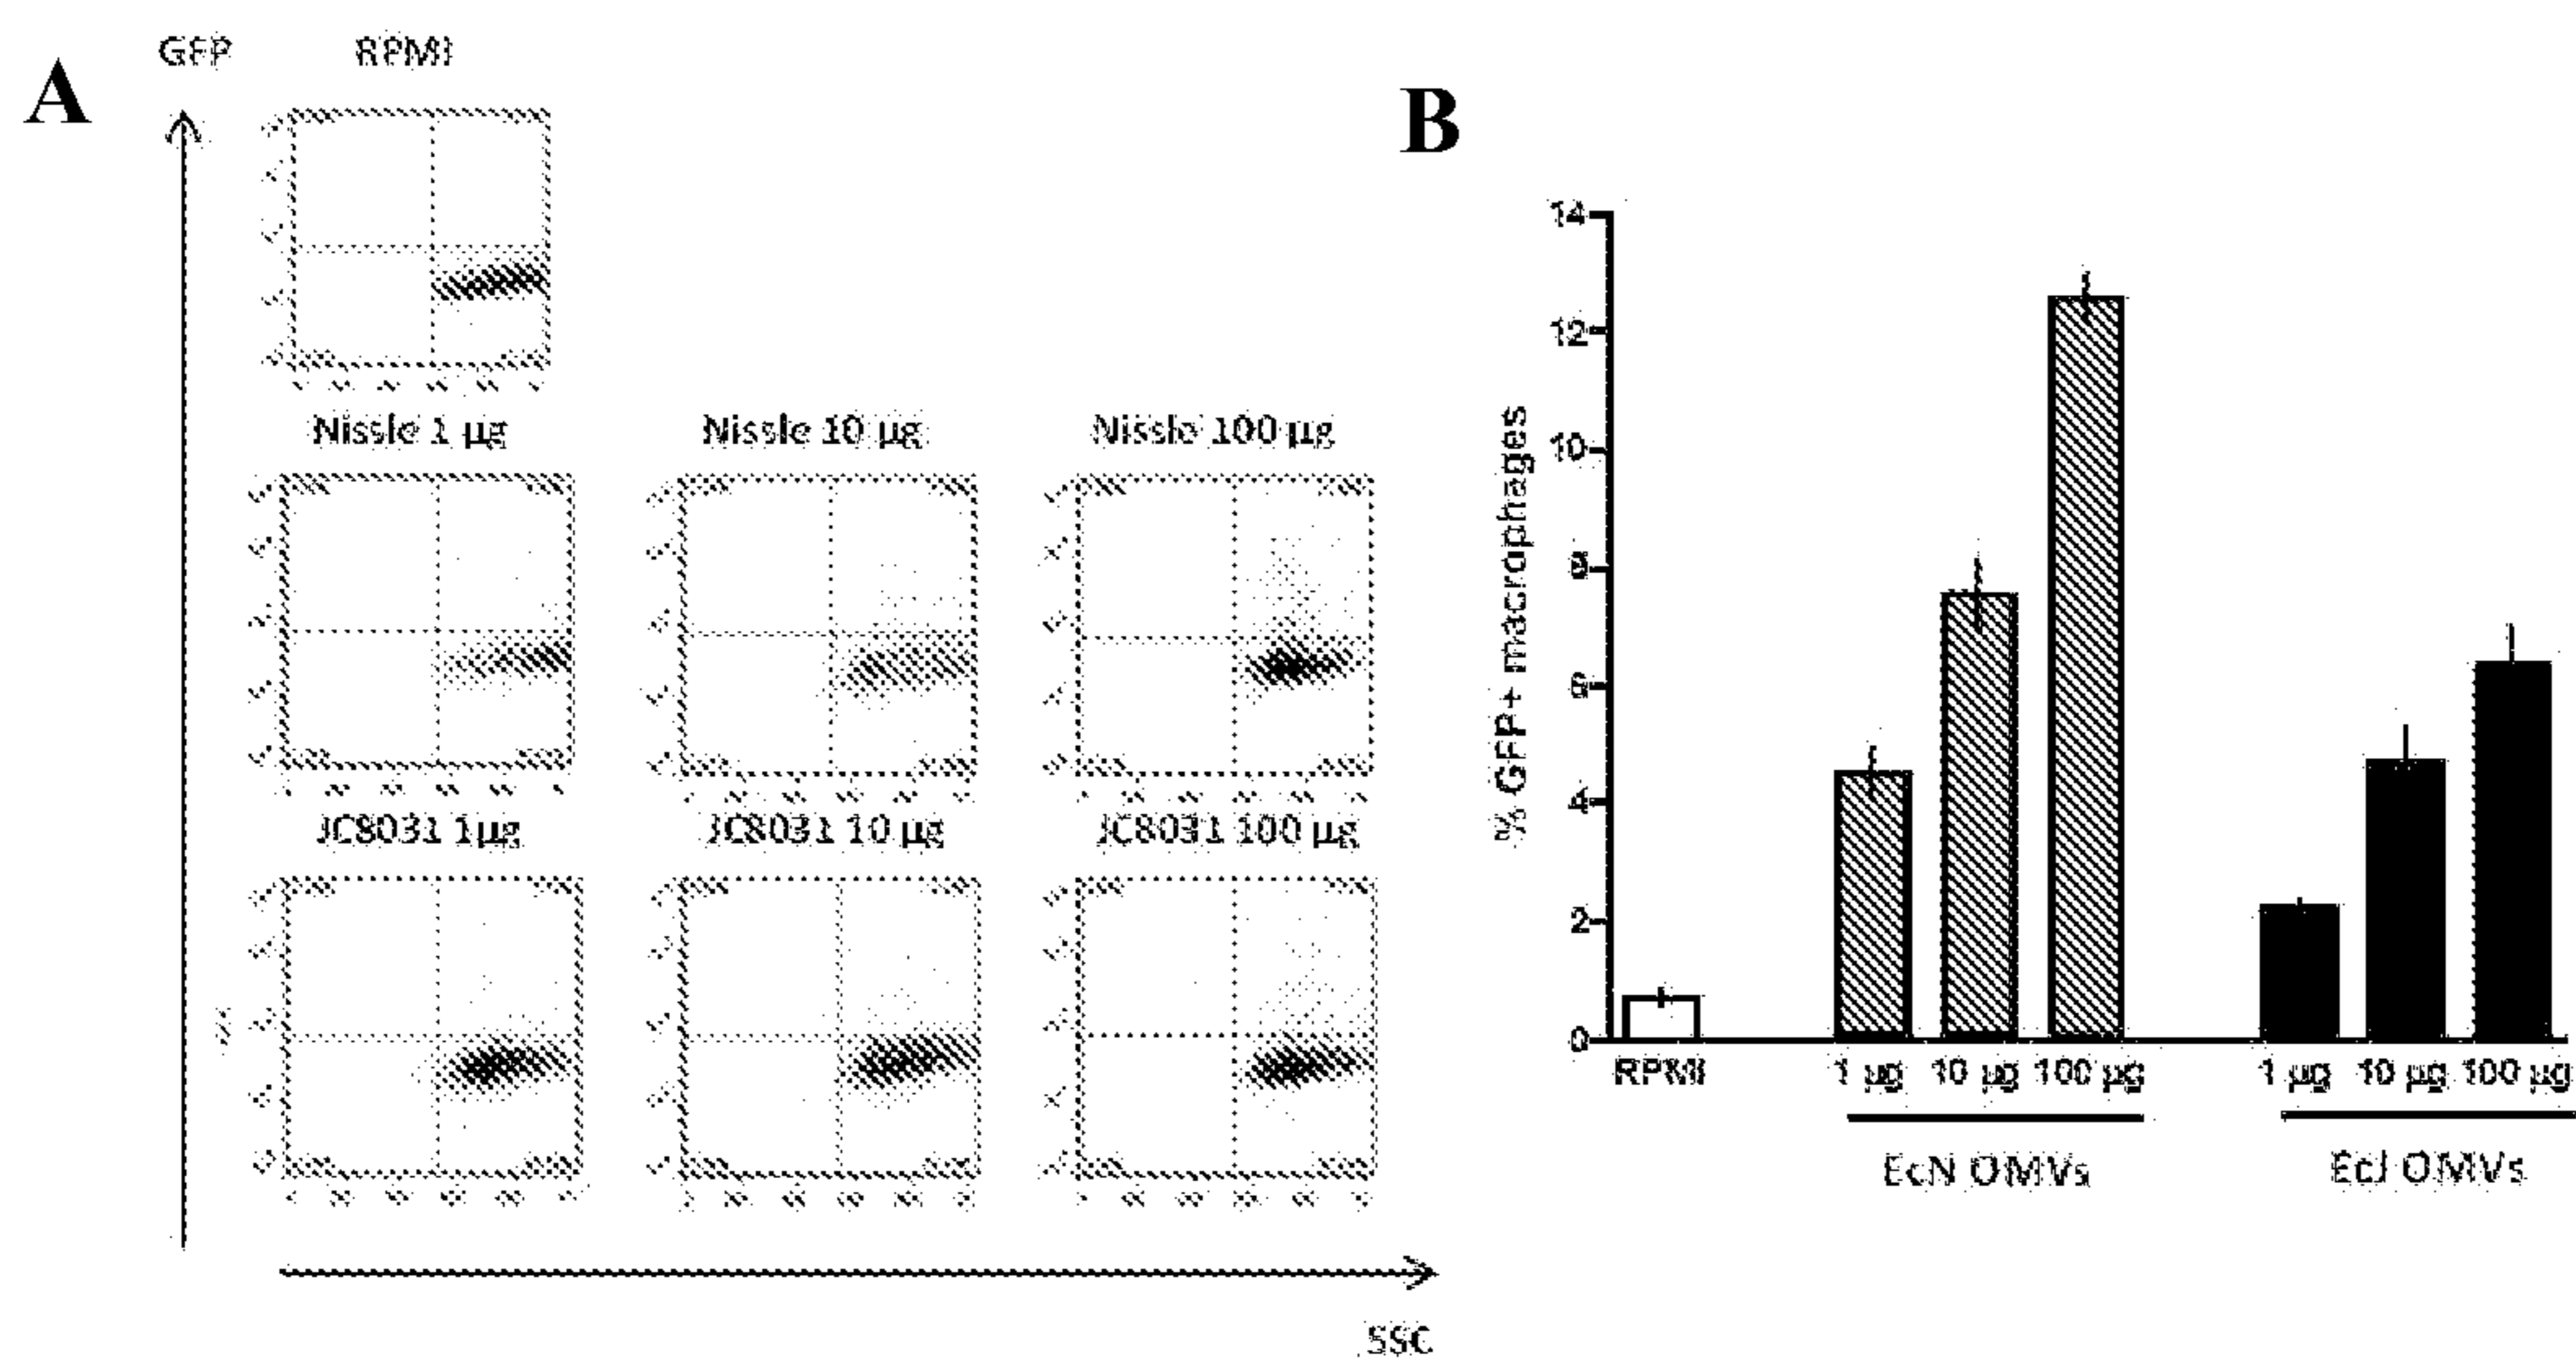 A
GFP RPMI
Nissle 1 µg Nissle 10 µg Nissle 100 µg
JC8031 1µg JC8031 10 µg JC8031 100 µg
SSC
B
% GFP+ macrophages
14
12
10
8
6
4
2
0
RPMI 1 µg 10 µg 100 µg 1 µg 10 µg 100 µg
EcN OMVs EcJ OMVs